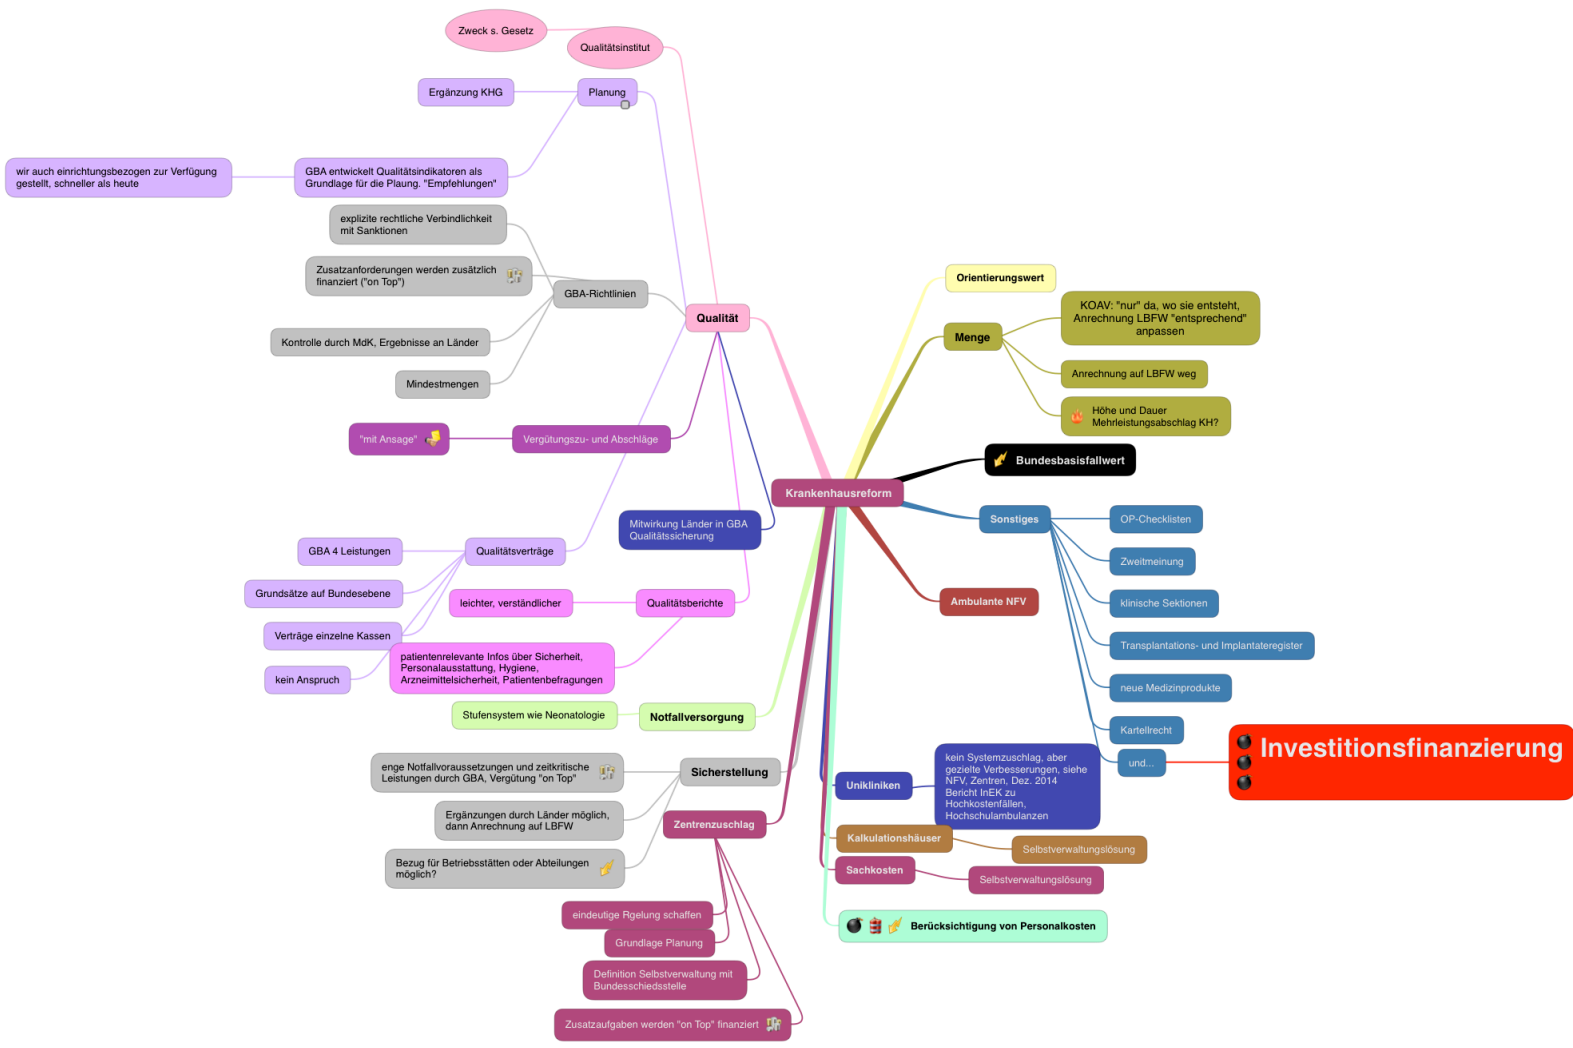 Zweck s. Gesetz
Qualitätsinstitut
Ergänzung KHG
Planung
wir auch einrichtungsbezogen zur Verfügung
gestellt, schneller als heute
GBA entwickelt Qualitätsindikatoren als
Grundlage für die Plaung. "Empfehlungen"
explizite rechtliche Verbindlichkeit
mit Sanktionen
Zusatzanforderungen werden zusätzlich
finanziert ("on Top")
GBA-Richtlinien
Kontrolle durch MdK, Ergebnisse an Länder
Mindestmengen
Qualität
"mit Ansage"
Vergütungszu- und Abschläge
Mitwirkung Länder in GBA
Qualitätssicherung
GBA 4 Leistungen
Qualitätsverträge
Grundsätze auf Bundesebene
Verträge einzelne Kassen
kein Anspruch
leichter, verständlicher
Qualitätsberichte
patientenrelevante Infos über Sicherheit,
Personalausstattung, Hygiene,
Arzneimittelsicherheit, Patientenbefragungen
Stufensystem wie Neonatologie
Notfallversorgung
enge Notfallvoraussetzungen und zeitkritische
Leistungen durch GBA, Vergütung "on Top"
Sicherstellung
Ergänzungen durch Länder möglich,
dann Anrechnung auf LBFW
Bezug für Betriebsstätten oder Abteilungen
möglich?
Zentrenzuschlag
eindeutige Rgelung schaffen
Grundlage Planung
Definition Selbstverwaltung mit
Bundesschiedsstelle
Zusatzaufgaben werden "on Top" finanziert
Krankenhausreform
Orientierungswert
Menge
KOAV: "nur" da, wo sie entsteht,
Anrechnung LBFW "entsprechend"
anpassen
Anrechnung auf LBFW weg
Höhe und Dauer
Mehrleistungsabschlag KH?
Bundesbasisfallwert
Sonstiges
OP-Checklisten
Zweitmeinung
klinische Sektionen
Transplantations- und Implantateregister
neue Medizinprodukte
Kartellrecht
und...
Investitionsfinanzierung
Ambulante NFV
Unikliniken
kein Systemzuschlag, aber
gezielte Verbesserungen, siehe
NFV, Zentren, Dez. 2014
Bericht InEK zu
Hochkostenfällen,
Hochschulambulanzen
Kalkulationshäuser
Selbstverwaltungslösung
Sachkosten
Selbstverwaltungslösung
Berücksichtigung von Personalkosten